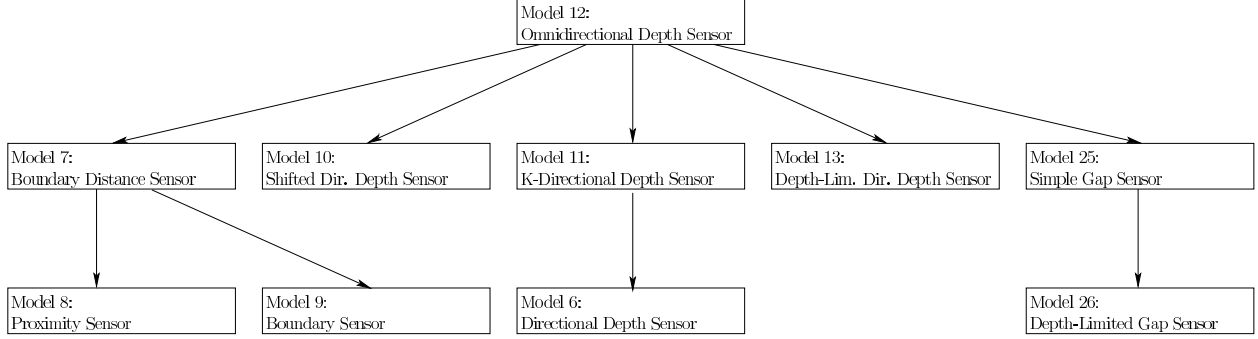 Model 12:
Omnidirectional Depth Sensor
Model 7:
Boundary Distance Sensor
Model 10:
Shifted Dir. Depth Sensor
Model 11:
K-Directional Depth Sensor
Model 13:
Depth-Lim. Dir. Depth Sensor
Model 25:
Simple Gap Sensor
Model 8:
Proximity Sensor
Model 9:
Boundary Sensor
Model 6:
Directional Depth Sensor
Model 26:
Depth-Limited Gap Sensor